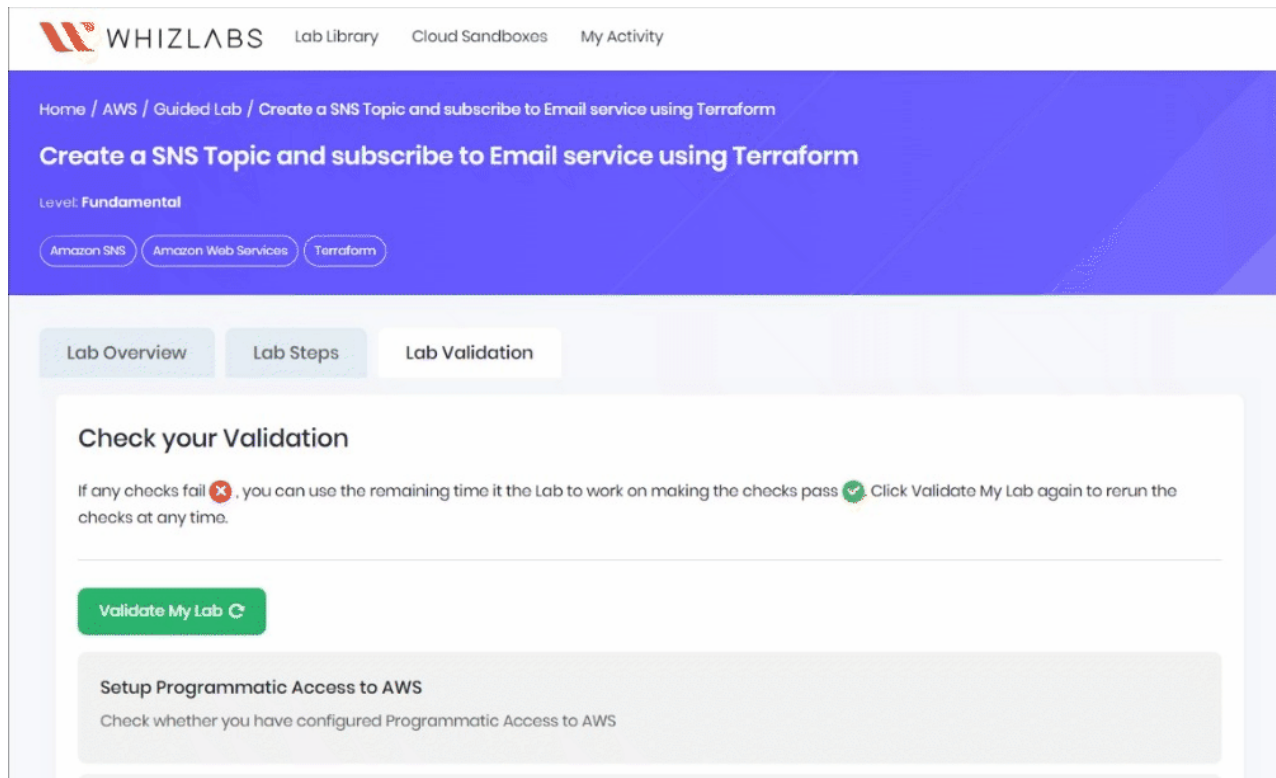 WHIZLABS Lab Library Cloud Sandboxes My Activity
Home / AWS / Guided Lab / Create a SNS Topic and subscribe to Email service using Terraform
Create a SNS Topic and subscribe to Email service using Terraform
Level: Fundamental
Amazon SNS Amazon Web Services Terraform
Lab Overview Lab Steps Lab Validation
Check your Validation
If any checks fail , you can use the remaining time it the Lab to work on making the checks pass . Click Validate My Lab again to rerun the
checks at any time.
Validate My Lab
Setup Programmatic Access to AWS
Check whether you have configured Programmatic Access to AWS